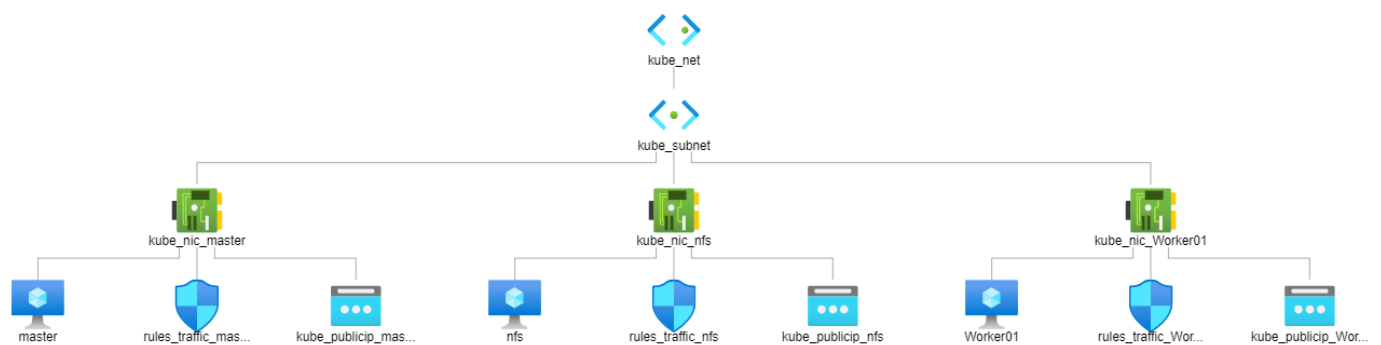 kube_net
kube_subnet
kube_nic_master
kube_nic_nfs
kube_nic_Worker01
master
rules_traffic_mas...
kube_publicip_mas...
nfs
rules_traffic_nfs
kube_publicip_nfs
Worker01
rules_traffic_Wor...
kube_publicip_Wor...